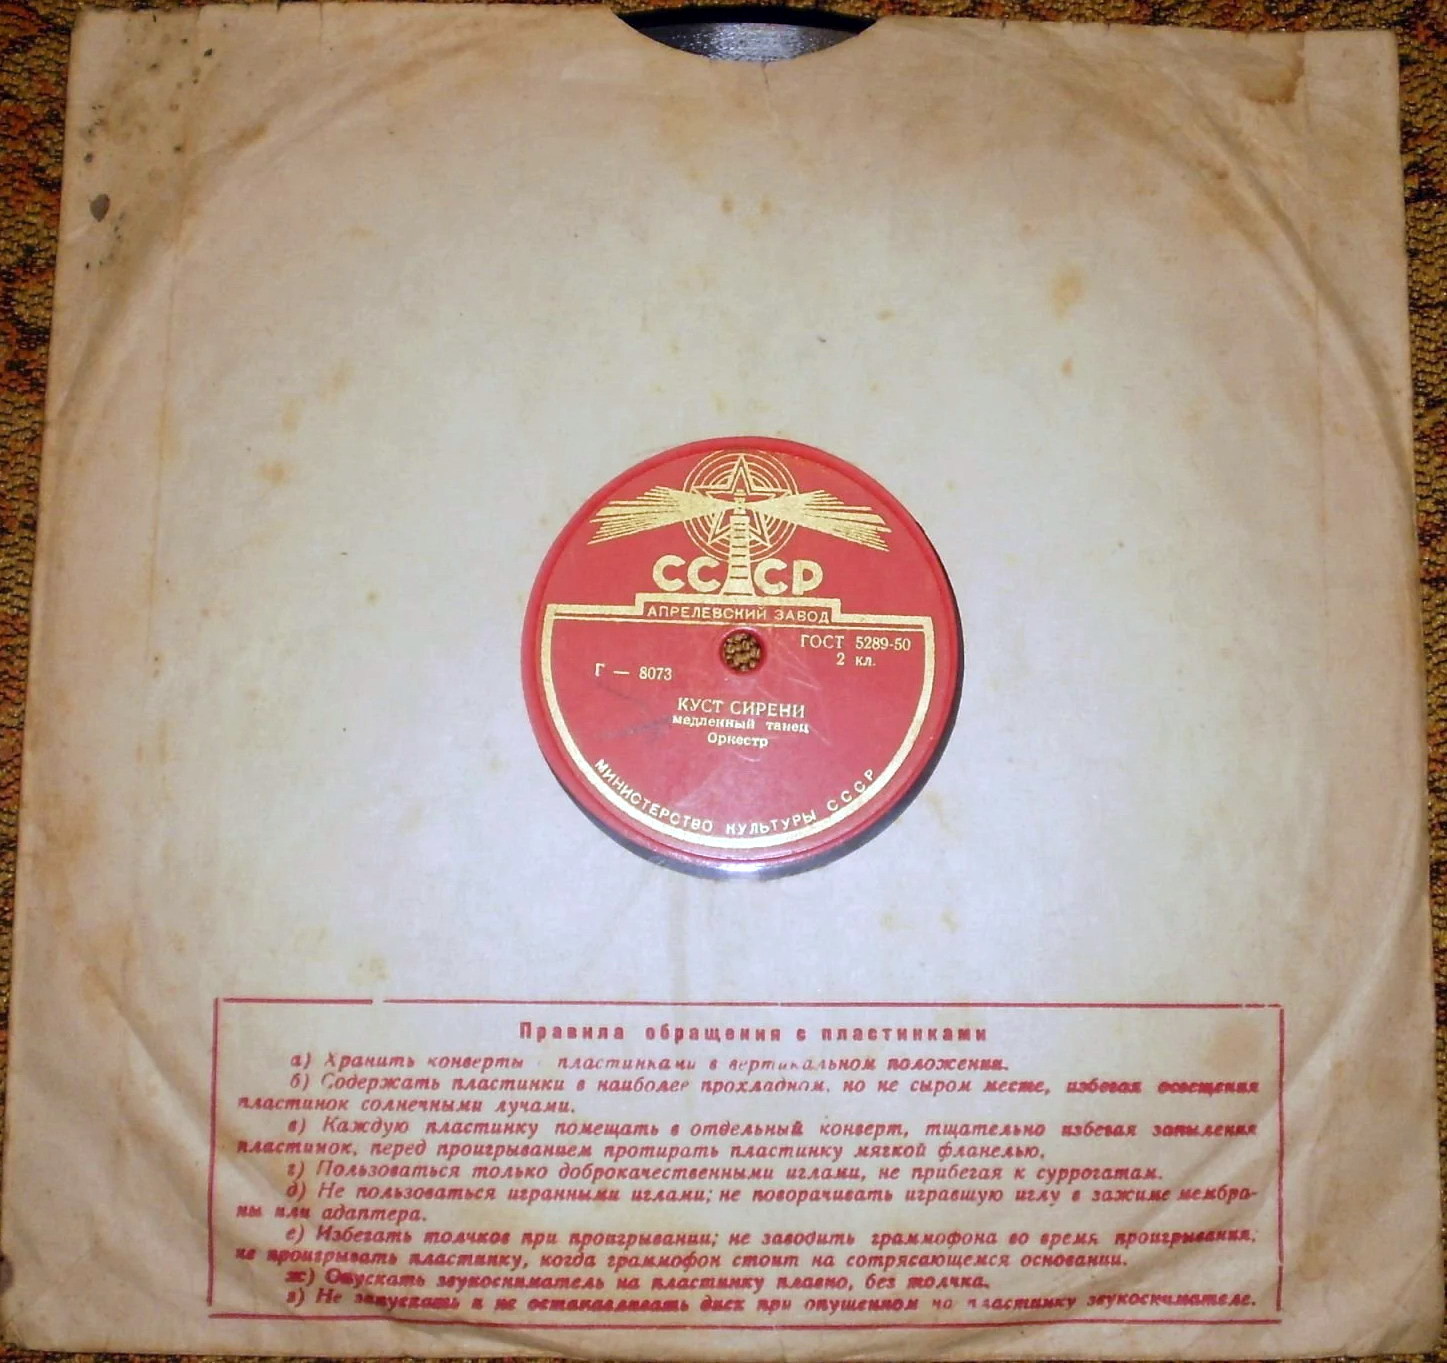 СССР
АПРЕЛЕВСКИЙ ЗАВОД
ГОСТ 5289-50
2 кл.
Г — 8073
КУСТ СИРЕНИ
медленный танец
Оркестр
МИНИСТЕРСТВО КУЛЬТУРЫ СССР
Правила обращения с пластинками
а) Хранить конверты пластинками в вертикальном положении.
б) Содержать пластинки в наиболее прохладном, но не сыром месте, избегая освещения
пластинок солнечными лучами.
в) Каждую пластинку помещать в отдельный конверт, тщательно избегая запыления
пластинок, перед проигрыванием протирать пластинку мягкой фланелью.
г) Пользоваться только доброкачественными иглами, не прибегая к суррогатам.
д) Не пользоваться игранными иглами; не поворачивать игравшую иглу в зажиме мембра-
ны или адаптера.
е) Избегать толчков при проигрывании; не заводить граммофона во время проигрывания;
не проигрывать пластинку, когда граммофон стоит на сотрясающемся основании.
ж) Опускать звукосниматель на пластинку плавно, без толчка.
з) Не запускать и не останавливать диск при опущенном на пластинку звукоснимателе.